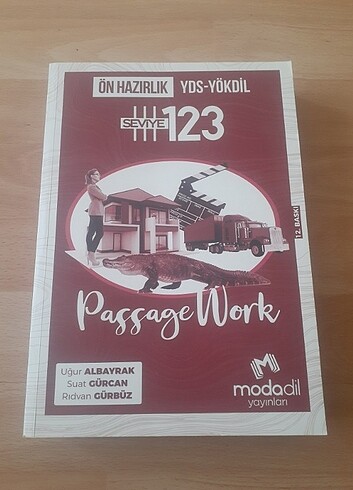 ÖN HAZIRLIK YDS-YÖKDİL
SEVİYE 123
12. BASKI
Passage Work
Uğur ALBAYRAK
Suat GÜRCAN
Rıdvan GÜRBÜZ
modadil
yayınları